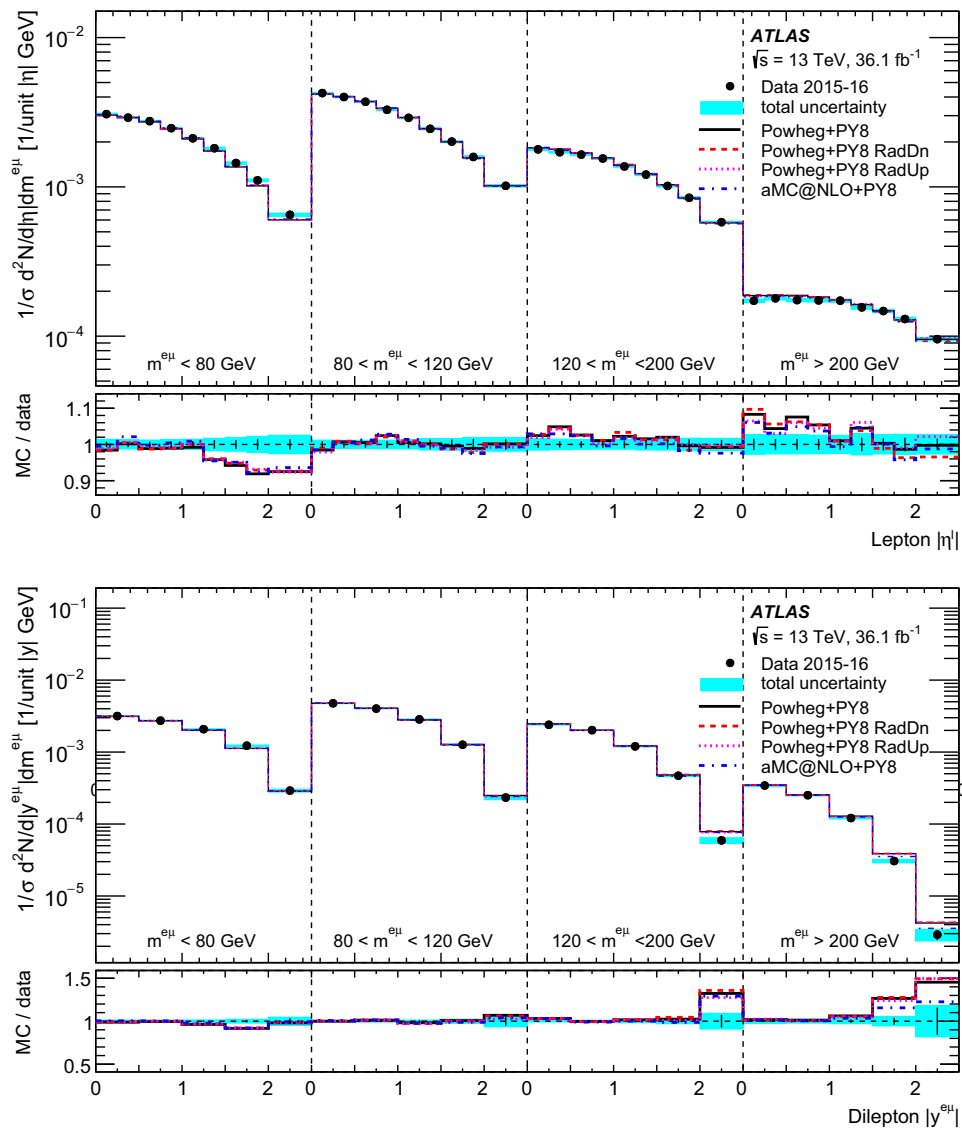 10⁻²
10⁻³
10⁻⁴
1/σ d²N/d|η|dm^eμ [1/unit |η| GeV]
ATLAS
√s = 13 TeV, 36.1 fb⁻¹
Data 2015-16
total uncertainty
Powheg+PY8
Powheg+PY8 RadDn
Powheg+PY8 RadUp
aMC@NLO+PY8
m^eμ < 80 GeV
80 < m^eμ < 120 GeV
120 < m^eμ <200 GeV
m^eμ > 200 GeV
MC / data
1.1
1
0.9
0 1 2 0 1 2 0 1 2 0 1 2
Lepton |η^l|
10⁻¹
10⁻²
10⁻³
10⁻⁴
10⁻⁵
1/σ d²N/d|y^eμ|dm^eμ [1/unit |y| GeV]
ATLAS
√s = 13 TeV, 36.1 fb⁻¹
Data 2015-16
total uncertainty
Powheg+PY8
Powheg+PY8 RadDn
Powheg+PY8 RadUp
aMC@NLO+PY8
m^eμ < 80 GeV
80 < m^eμ < 120 GeV
120 < m^eμ <200 GeV
m^eμ > 200 GeV
MC / data
1.5
1
0.5
0 1 2 0 1 2 0 1 2 0 1 2
Dilepton |y^eμ|